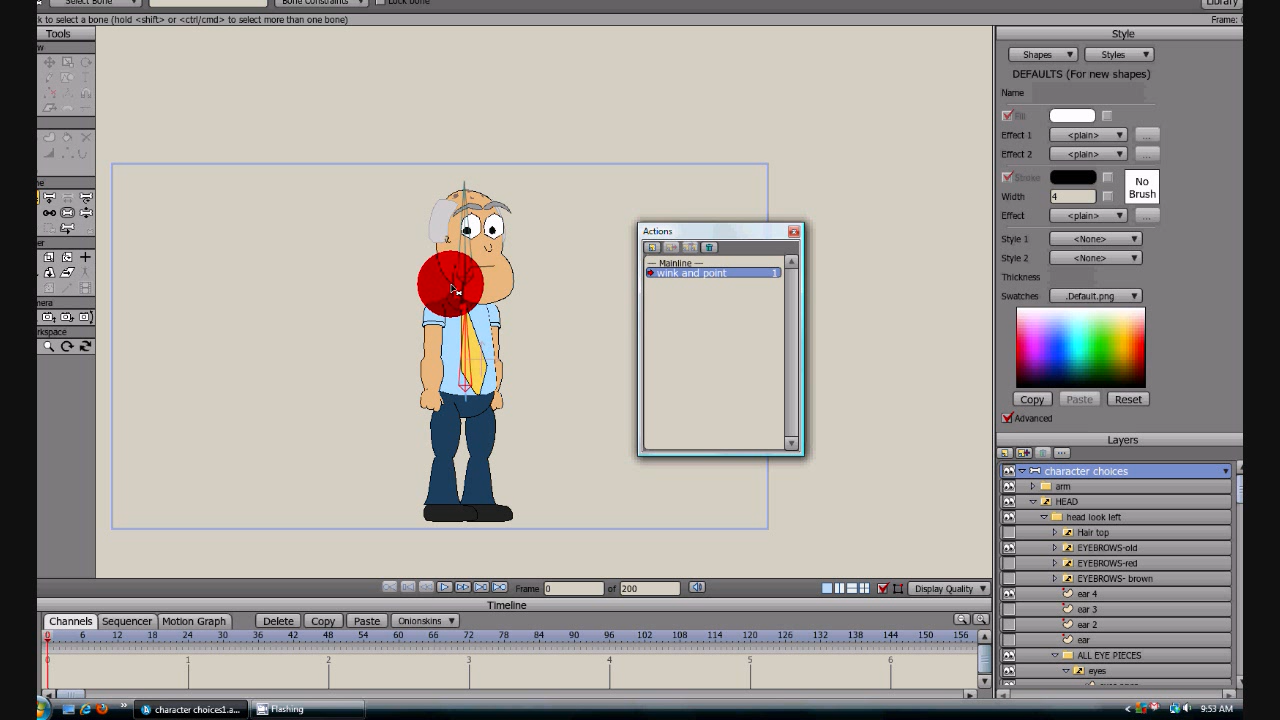 Select Bone Bone Constraints Lock bone Library
k to select a bone (hold <shift> or <ctrl/cmd> to select more than one bone) Frame: 0
Tools
Style
Shapes Styles
DEFAULTS (For new shapes)
Name
Fill
Effect 1 <plain> ...
Effect 2 <plain> ...
Stroke
Width 4
No
Brush
Effect <plain> ...
Style 1 <None>
Style 2 <None>
Thickness
Swatches .Default.png
Copy Paste Reset
Advanced
Actions
--- Mainline ---
wink and point 1
Layers
character choices
arm
HEAD
head look left
Hair top
EYEBROWS-old
EYEBROWS-red
EYEBROWS- brown
ear 4
ear 3
ear 2
ear
ALL EYE PIECES
eyes
Frame 0 of 200 Display Quality
Timeline
Channels Sequencer Motion Graph Delete Copy Paste Onionskins
0 6 12 18 24 30 36 42 48 54 60 66 72 78 84 90 96 102 108 114 120 126 132 138 144 150 156
0 1 2 3 4 5 6
character choices1.a... Flashing 9:53 AM